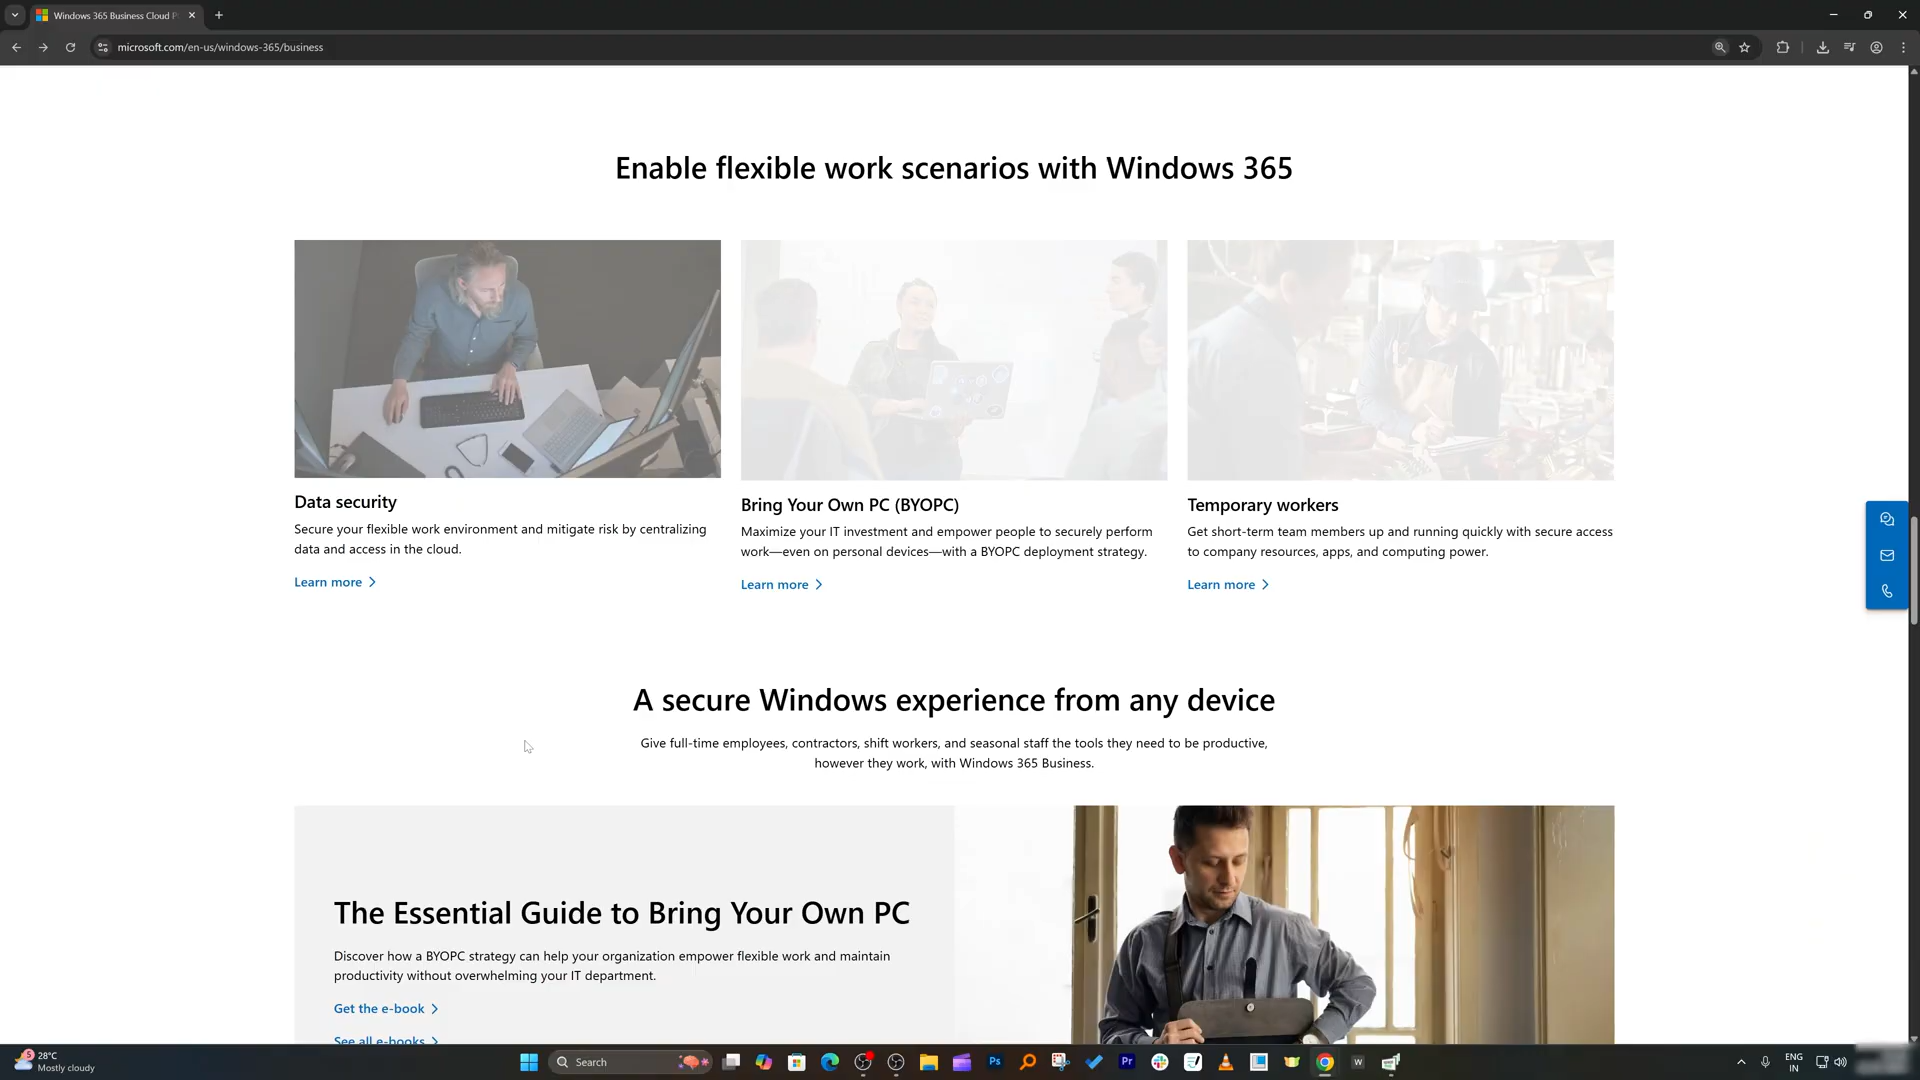 Windows 365 Business Cloud P
microsoft.com/en-us/windows-365/business
Enable flexible work scenarios with Windows 365
Data security
Secure your flexible work environment and mitigate risk by centralizing
data and access in the cloud.
Learn more
Bring Your Own PC (BYOPC)
Maximize your IT investment and empower people to securely perform
work—even on personal devices—with a BYOPC deployment strategy.
Learn more
Temporary workers
Get short-term team members up and running quickly with secure access
to company resources, apps, and computing power.
Learn more
A secure Windows experience from any device
Give full-time employees, contractors, shift workers, and seasonal staff the tools they need to be productive,
however they work, with Windows 365 Business.
The Essential Guide to Bring Your Own PC
Discover how a BYOPC strategy can help your organization empower flexible work and maintain
productivity without overwhelming your IT department.
Get the e-book
See all e-books
5
28°C
Mostly cloudy
Search
Ps
Pr
W
ENG
IN